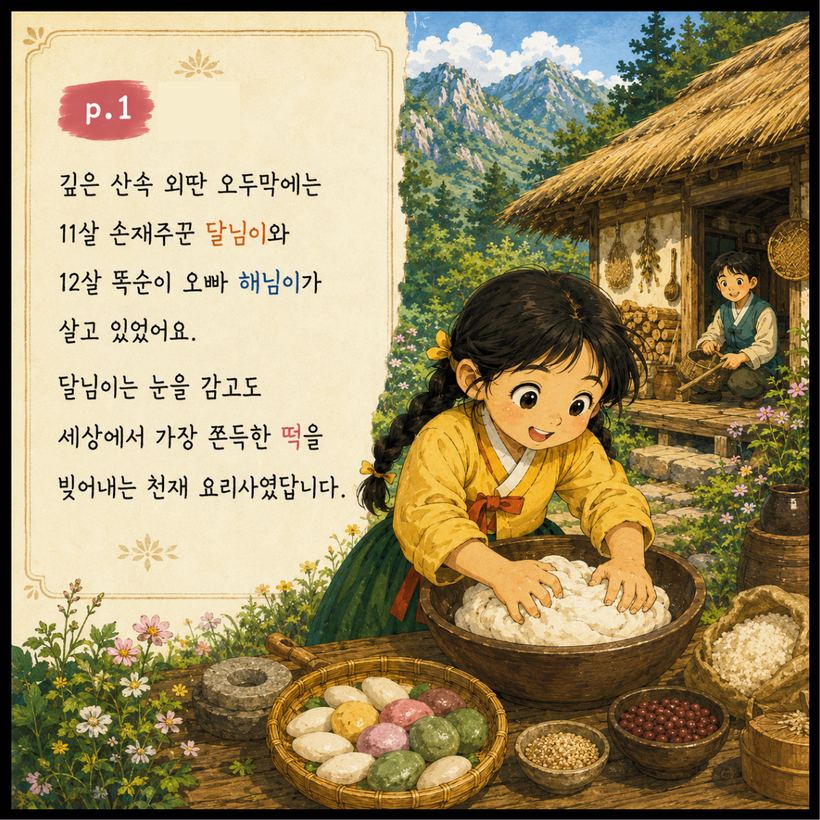 p.1
깊은 산속 외딴 오두막에는
11살 손재주꾼 달님이와
12살 똑순이 오빠 해님이가
살고 있었어요.
달님이는 눈을 감고도
세상에서 가장 쫀득한 떡을
빚어내는 천재 요리사였답니다.